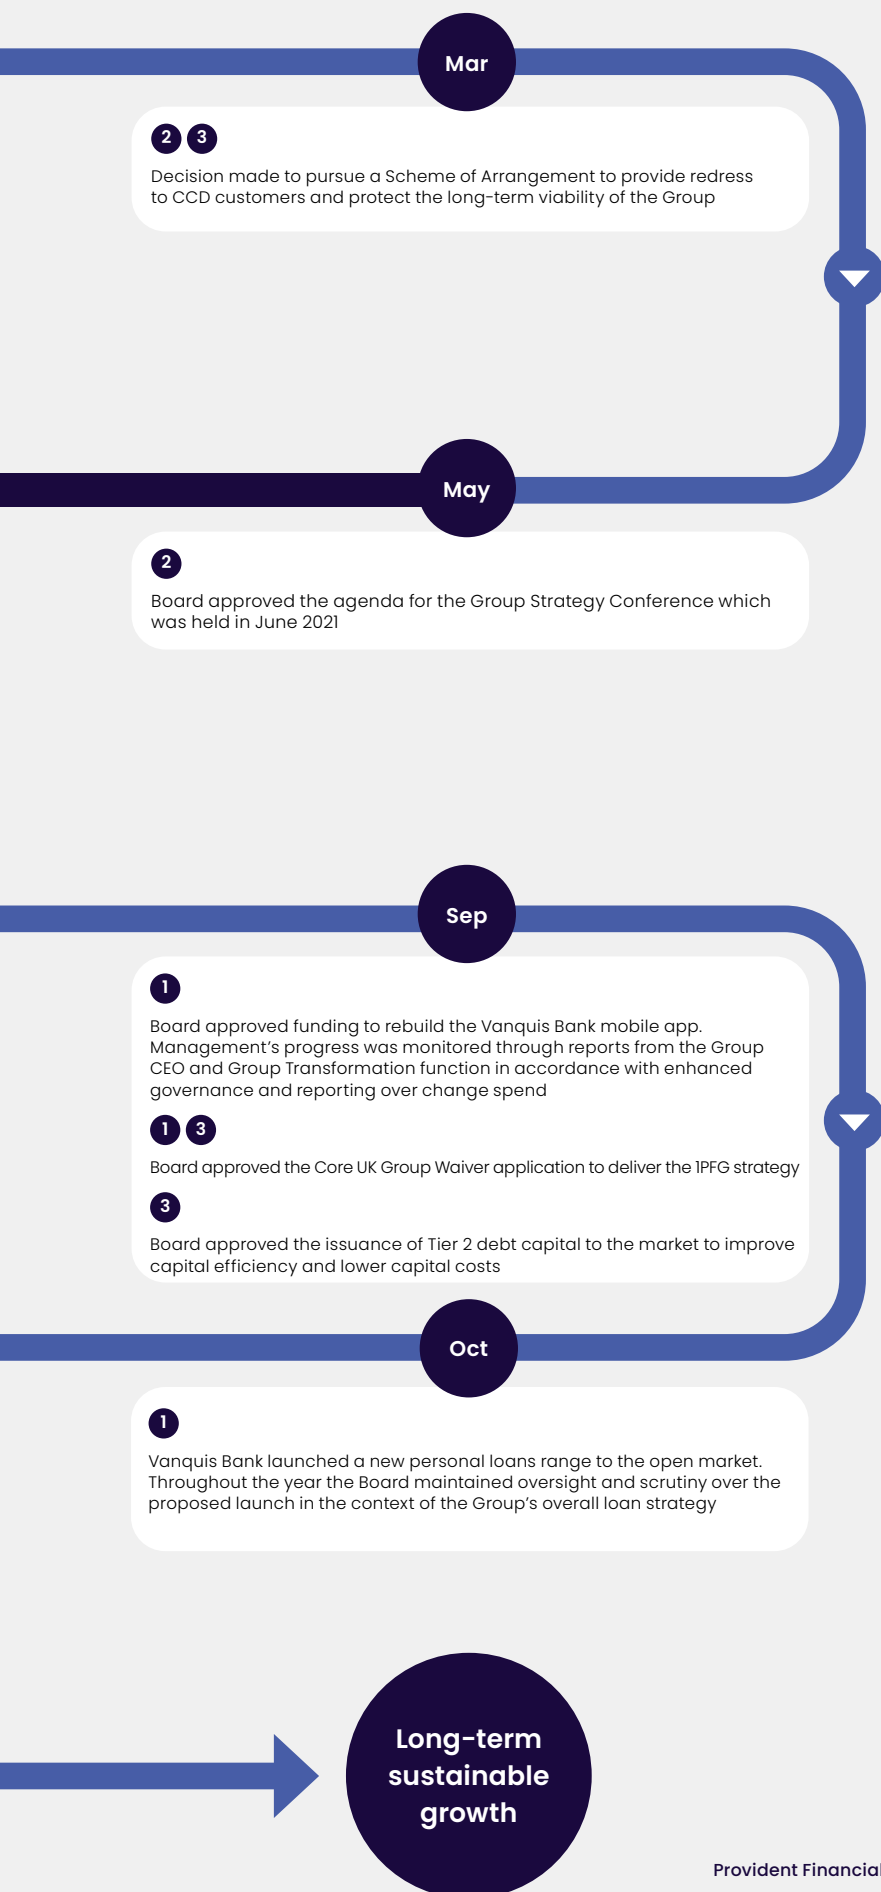 Mar
2 3
Decision made to pursue a Scheme of Arrangement to provide redress
to CCD customers and protect the long-term viability of the Group
May
2
Board approved the agenda for the Group Strategy Conference which
was held in June 2021
Sep
1
Board approved funding to rebuild the Vanquis Bank mobile app.
Management's progress was monitored through reports from the Group
CEO and Group Transformation function in accordance with enhanced
governance and reporting over change spend
1 3
Board approved the Core UK Group Waiver application to deliver the 1PFG strategy
3
Board approved the issuance of Tier 2 debt capital to the market to improve
capital efficiency and lower capital costs
Oct
1
Vanquis Bank launched a new personal loans range to the open market.
Throughout the year the Board maintained oversight and scrutiny over the
proposed launch in the context of the Group's overall loan strategy
Long-term
sustainable
growth
Provident Financial